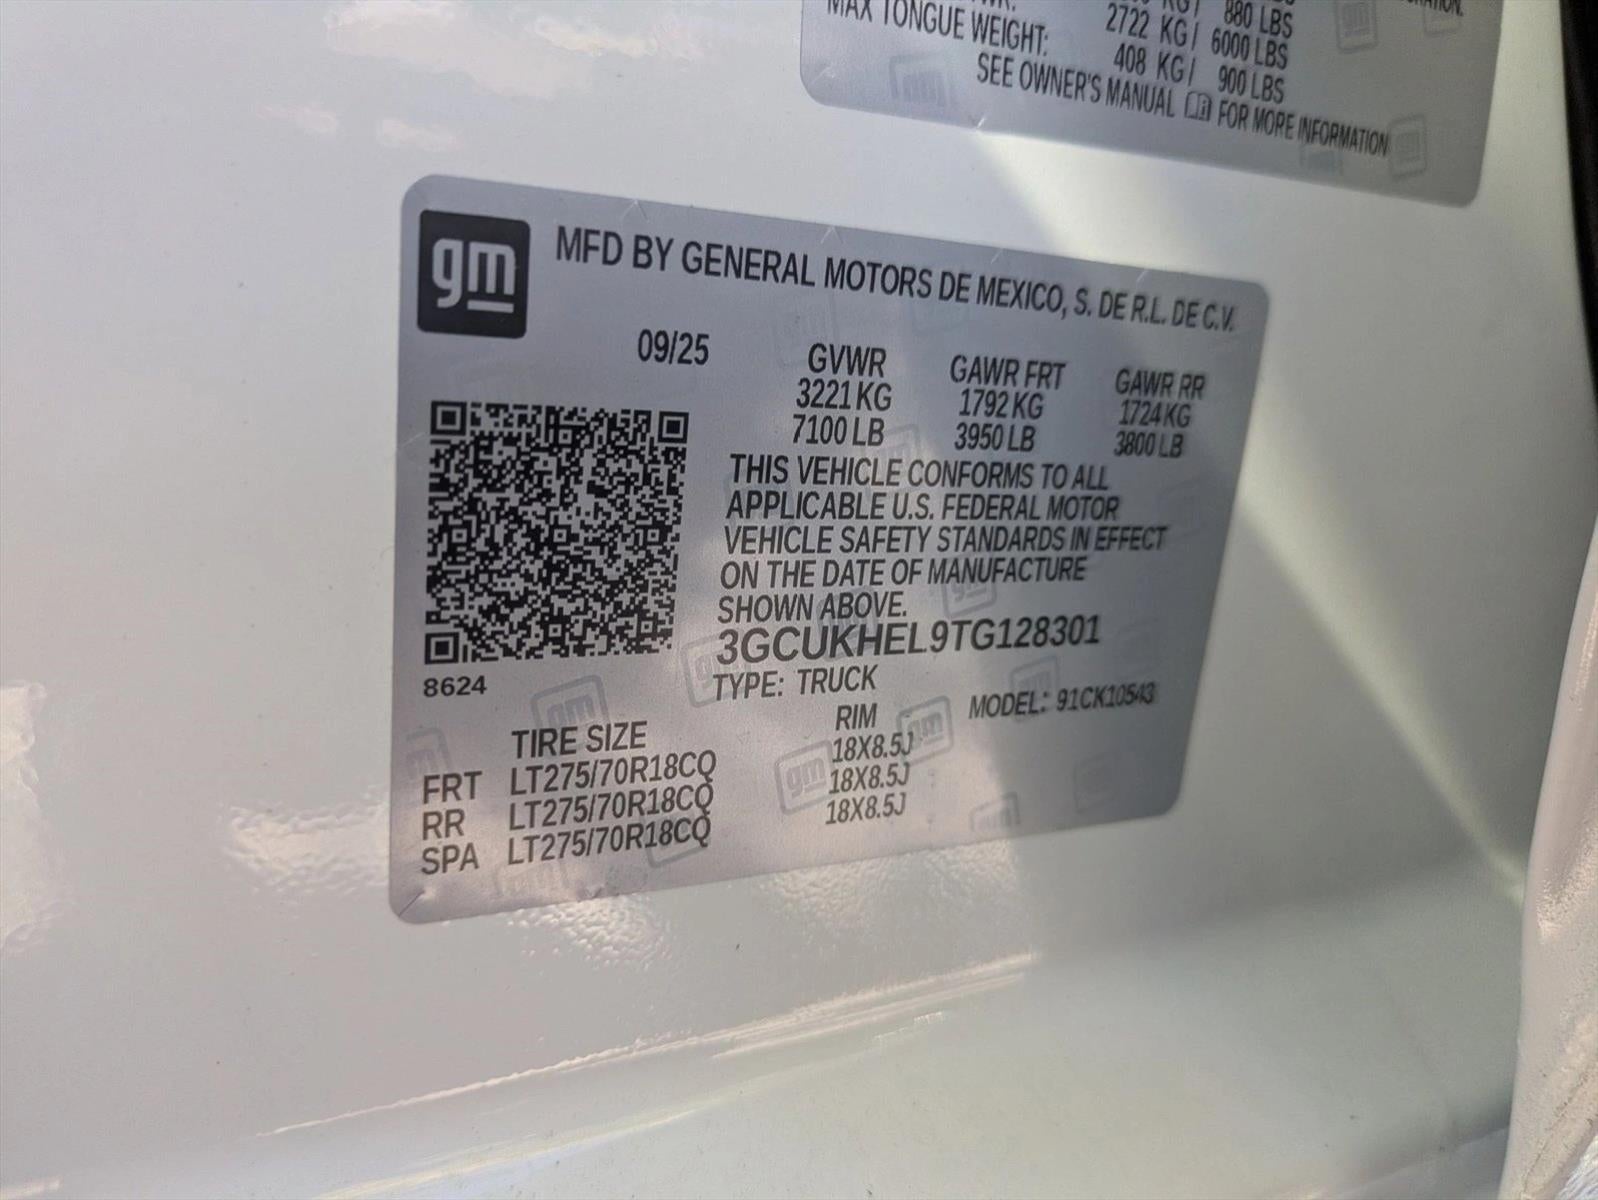 880 LBS
2722 KG / 6000 LBS
MAX TONGUE WEIGHT: 408 KG / 900 LBS
SEE OWNER'S MANUAL FOR MORE INFORMATION
gm
MFD BY GENERAL MOTORS DE MEXICO, S. DE R.L. DE C.V.
09/25 GVWR GAWR FRT GAWR RR
3221 KG 1792 KG 1724 KG
7100 LB 3950 LB 3800 LB
THIS VEHICLE CONFORMS TO ALL
APPLICABLE U.S. FEDERAL MOTOR
VEHICLE SAFETY STANDARDS IN EFFECT
ON THE DATE OF MANUFACTURE
SHOWN ABOVE.
3GCUKHEL9TG128301
8624
TYPE: TRUCK MODEL: 91CK10543
TIRE SIZE RIM
FRT LT275/70R18CQ 18X8.5J
RR LT275/70R18CQ 18X8.5J
SPA LT275/70R18CQ 18X8.5J